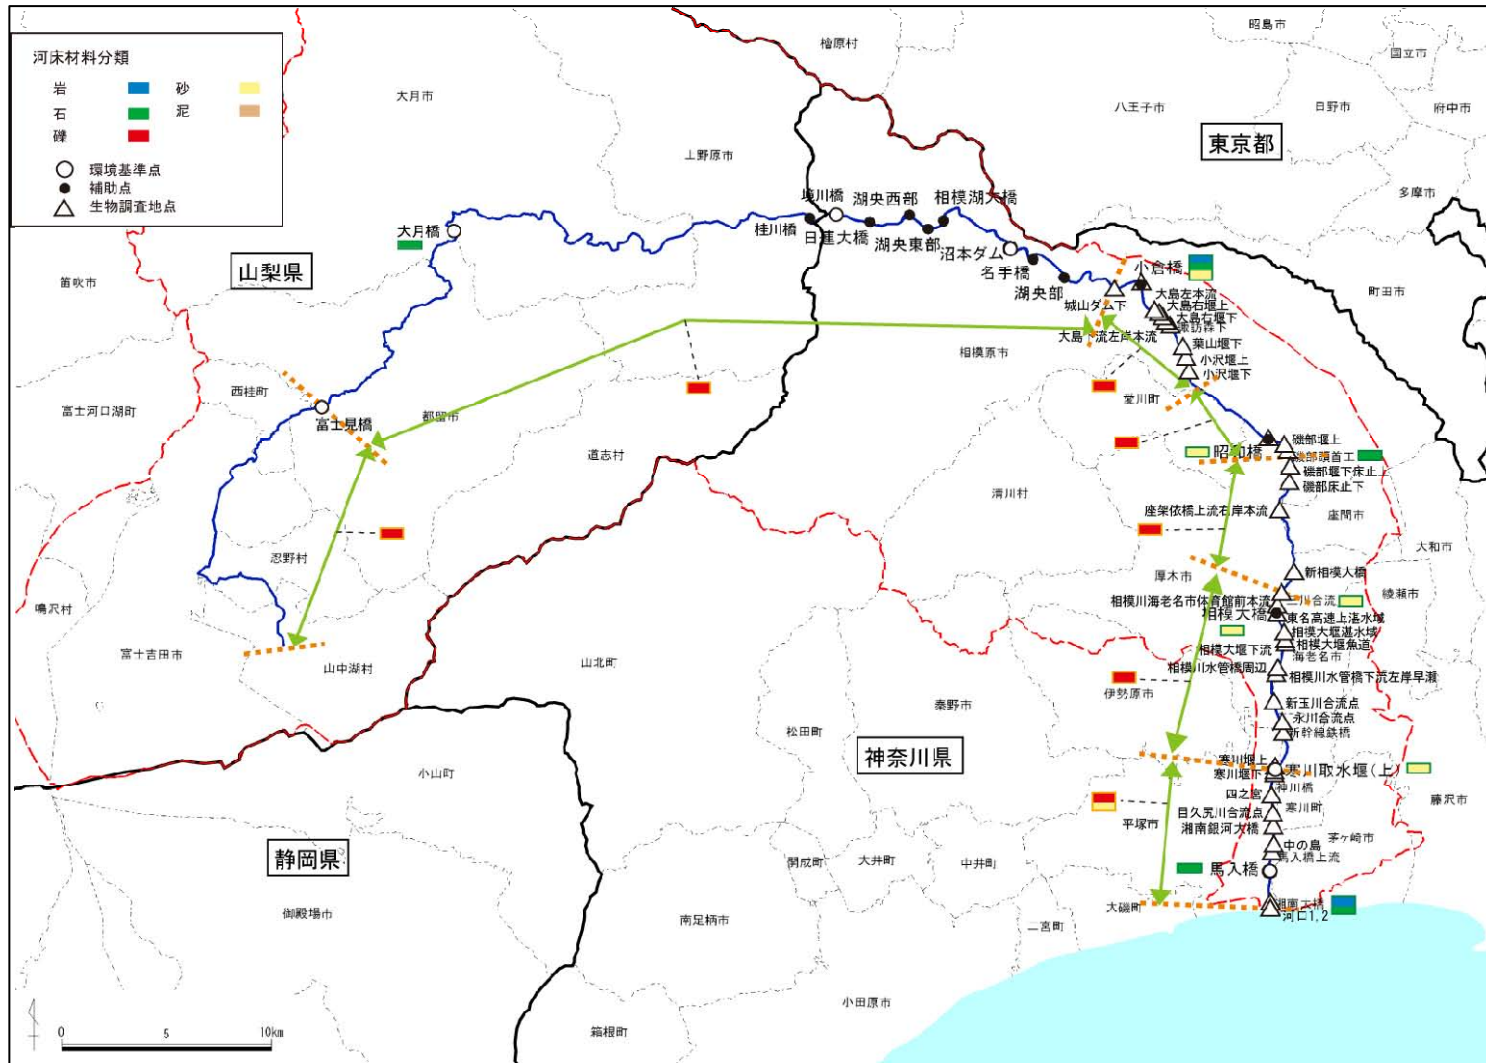 河床材料分類
岩
砂
石
泥
礫
環境基準点
補助点
生物調査地点
檜原村
昭島市
国立市
大月市
八王子市
日野市
府中市
東京都
上野原市
多摩市
境川橋
湖央西部
相模湖大橋
大月橋
桂川橋
日蓮大橋
湖央東部
沼本ダム
名手橋
小倉橋
山梨県
笛吹市
町田市
湖央部
城山ダム下
大島左本流
大島右堰上
大島右堰下
諏訪森下
相模原市
葉山堰下
小沢堰上
小沢堰下
西桂町
富士河口湖町
富士見橋
都留市
愛川町
道志村
昭和橋
磯部堰上
磯部頭首工
磯部堰下床止上
磯部床止下
清川村
座架依橋上流右岸本流
座間市
大和市
忍野村
厚木市
新相模大橋
綾瀬市
鳴沢村
相模川海老名市体育館前本流
三川合流
相模大橋
東名高速上湛水域
相模大堰湛水域
相模大堰魚道
相模大堰下流
海老名市
富士吉田市
山中湖村
山北町
相模川水管橋周辺
相模川水管橋下流左岸早瀬
伊勢原市
秦野市
新玉川合流点
永川合流点
新幹線鉄橋
松田町
神奈川県
小山町
寒川堰上
寒川堰下
寒川取水堰(上)
神川橋
四之宮
寒川町
藤沢市
平塚市
目久尻川合流点
湘南銀河大橋
茅ヶ崎市
中の島
馬入橋上流
静岡県
開成町
大井町
中井町
馬入橋
大磯町
御殿場市
南足柄市
二宮町
河口1,2
小田原市
箱根町
0
5
10km